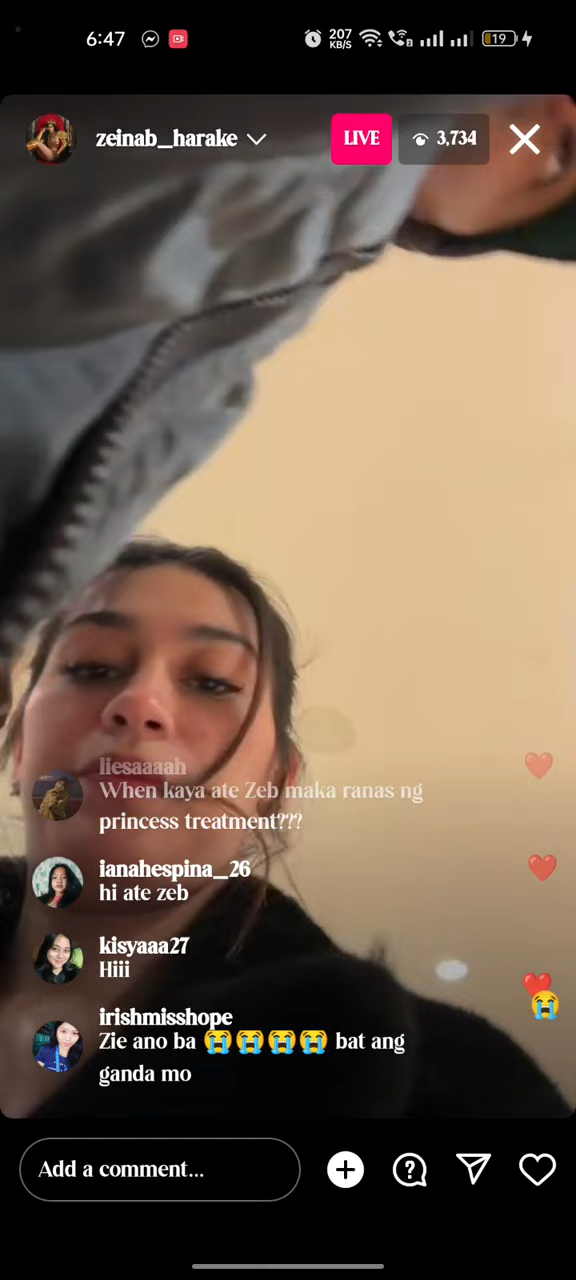 6:47
207
KB/S
19
zeinab_harake
LIVE
3,734
liesaaaah
When kaya ate Zeb maka ranas ng
princess treatment???
ianahespina_26
hi ate zeb
kisyaaa27
Hiii
irishmisshope
Zie ano ba 😭😭😭😭 bat ang
ganda mo
Add a comment...